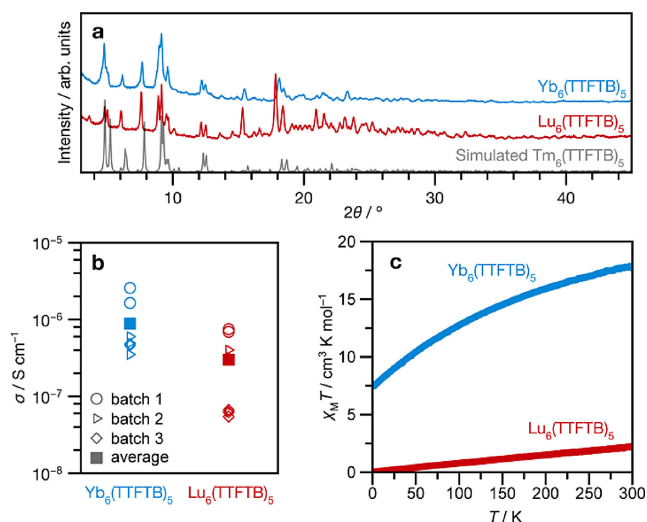 a
Intensity / arb. units
Yb₆(TTFTB)₅
Lu₆(TTFTB)₅
Simulated Tm₆(TTFTB)₅
10 20 30 40
2θ / °
b
σ / S cm⁻¹
10⁻⁵
10⁻⁶
10⁻⁷
10⁻⁸
batch 1
batch 2
batch 3
average
Yb₆(TTFTB)₅ Lu₆(TTFTB)₅
c
χMT / cm³ K mol⁻¹
20
15
10
5
0
Yb₆(TTFTB)₅
Lu₆(TTFTB)₅
0 50 100 150 200 250 300
T / K